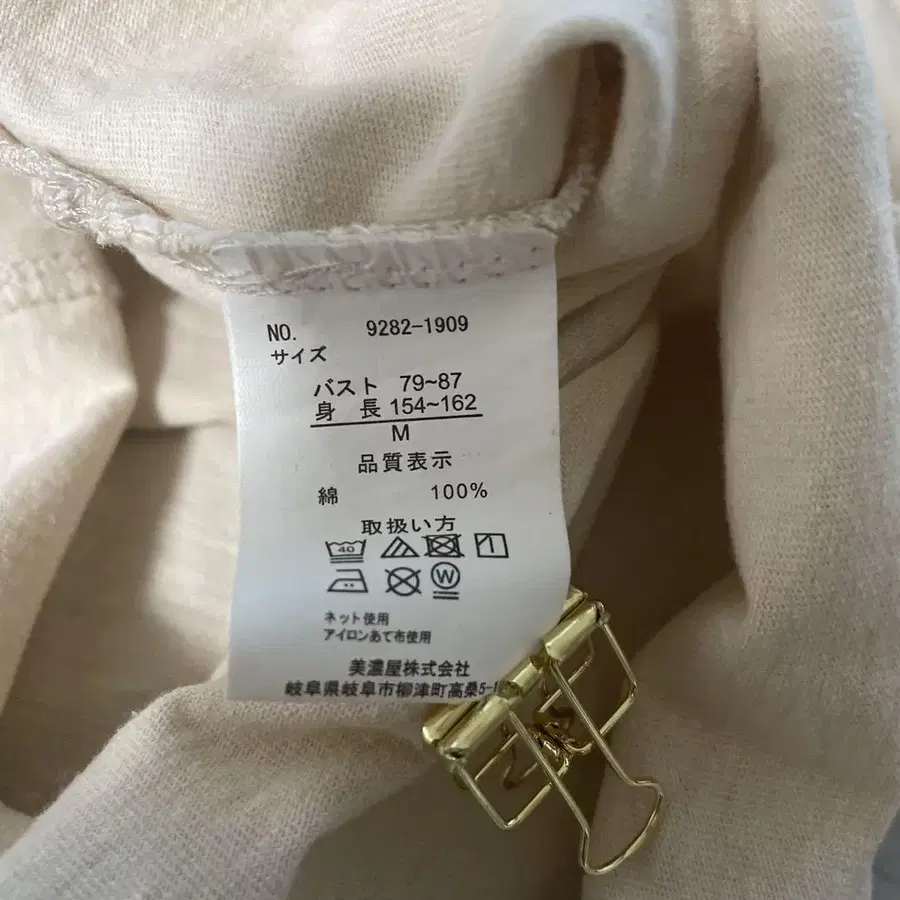 NO. 9282-1909
サイズ
バスト 79~87
身 長 154~162
M
品質表示
綿 100%
取扱い方
40
W
ネット使用
アイロンあて布使用
美濃屋株式会社
岐阜県岐阜市柳津町高桑5-1